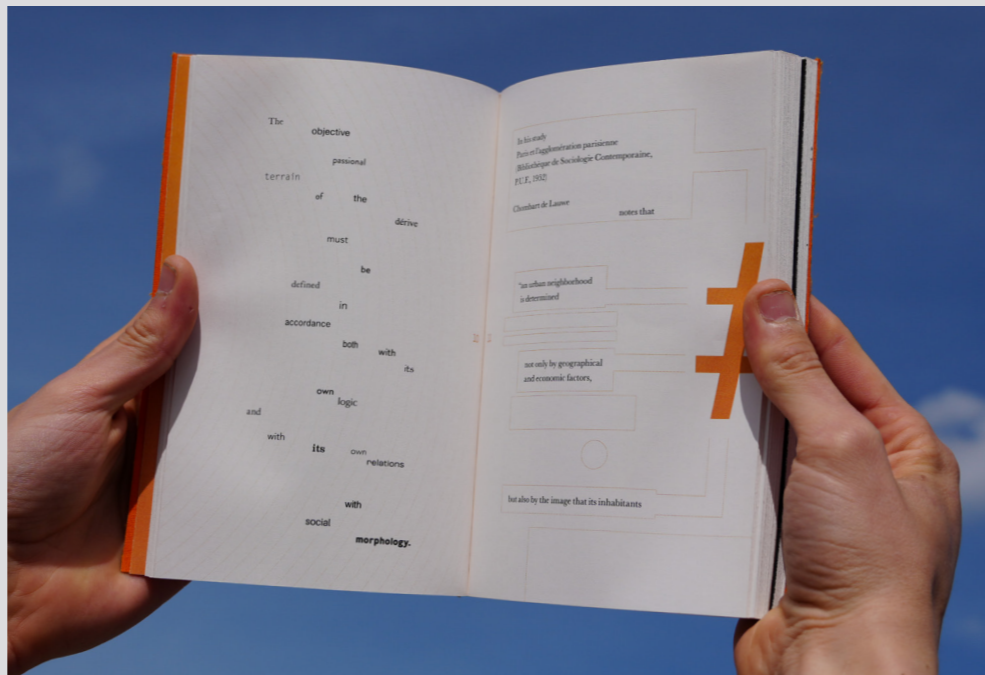 The
objective
passional
terrain
of the
dérive
must
be
defined
in
accordance
both with
its
own
logic
and
with
its own
relations
with
social
morphology.
In his study
Paris et l'agglomération parisienne
(Bibliothèque de Sociologie Contemporaine,
P.U.F., 1952)
Chombart de Lauwe
notes that
"an urban neighborhood
is determined
not only by geographical
and economic factors,
but also by the image that its inhabitants